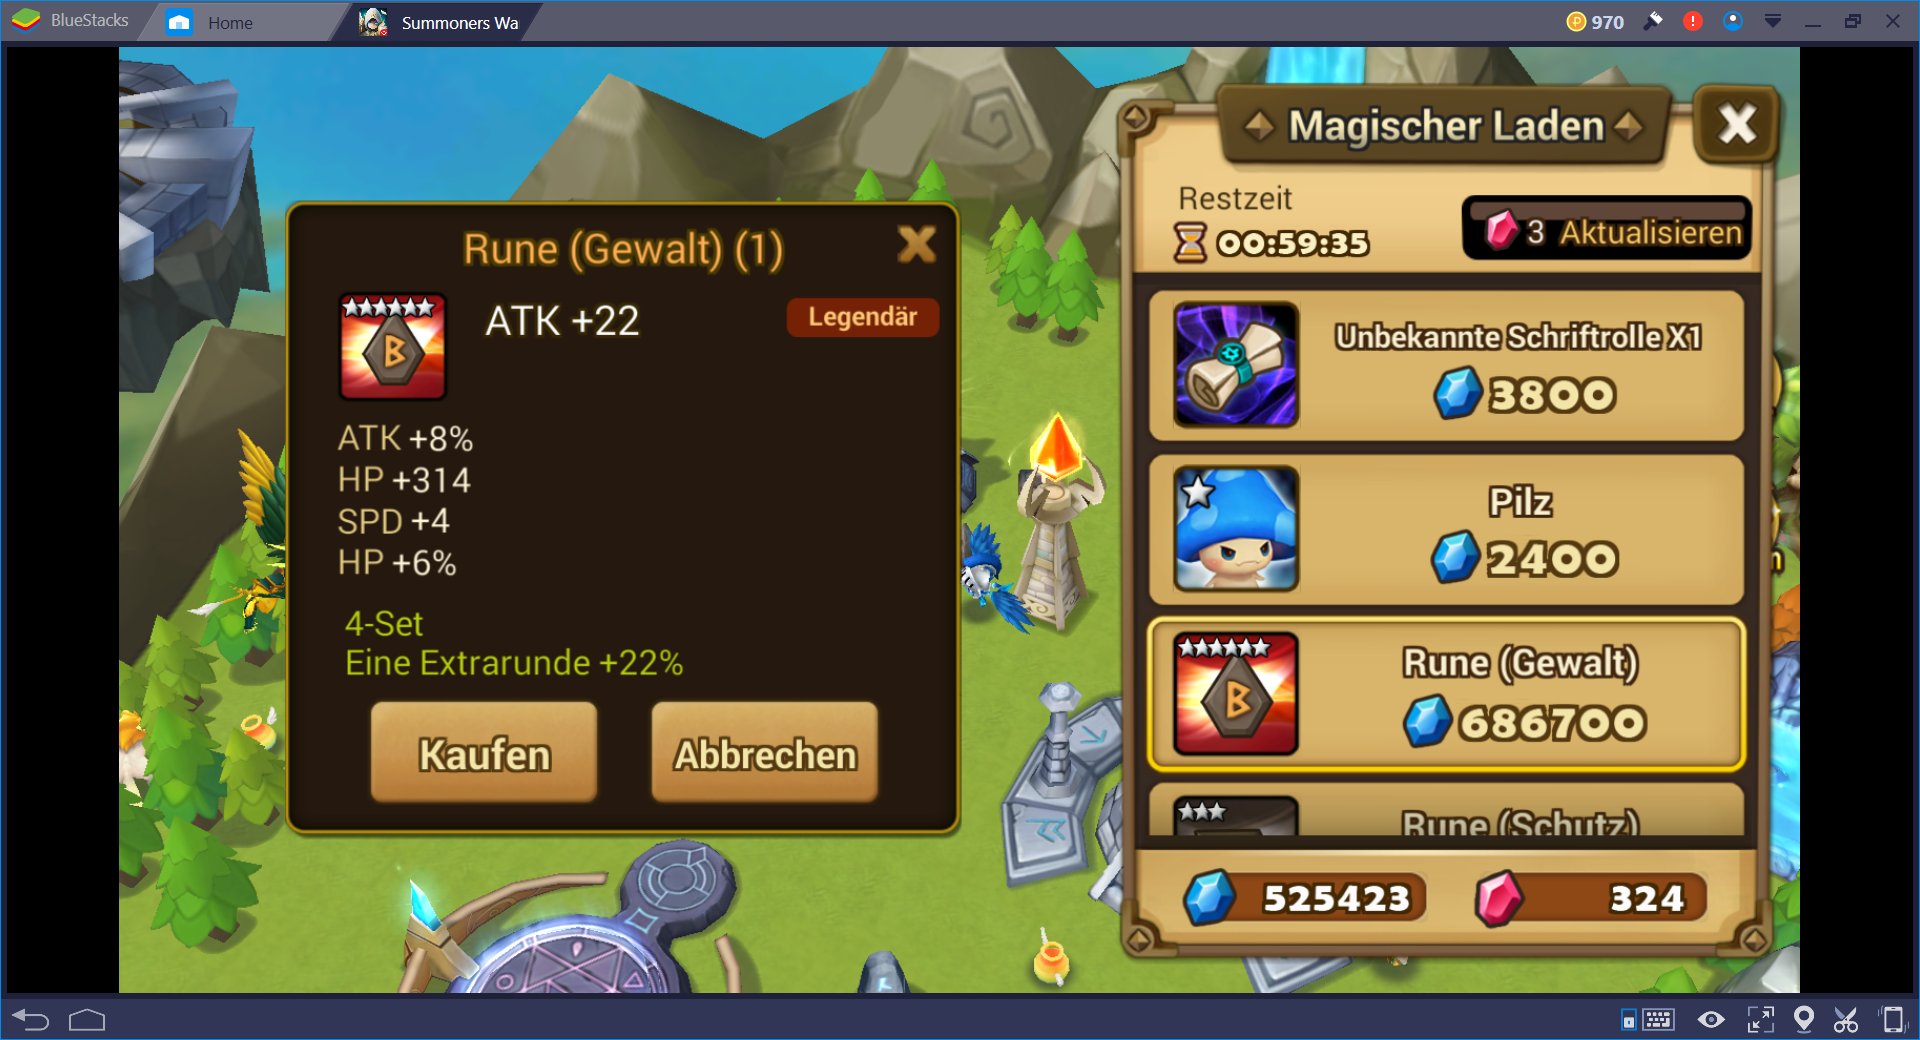 BlueStacks
Home
Summoners Wa
970
Rune (Gewalt) (1)
ATK +22
Legendär
ATK +8%
HP +314
SPD +4
HP +6%
4-Set
Eine Extrarunde +22%
Kaufen
Abbrechen
Magischer Laden
Restzeit
00:59:35
3 Aktualisieren
Unbekannte Schriftrolle X1
3800
Pilz
2400
Rune (Gewalt)
686700
Rune (Schutz)
525423
324